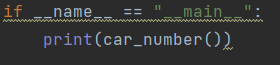 if __name__ == "__main__":
    print(car_number())